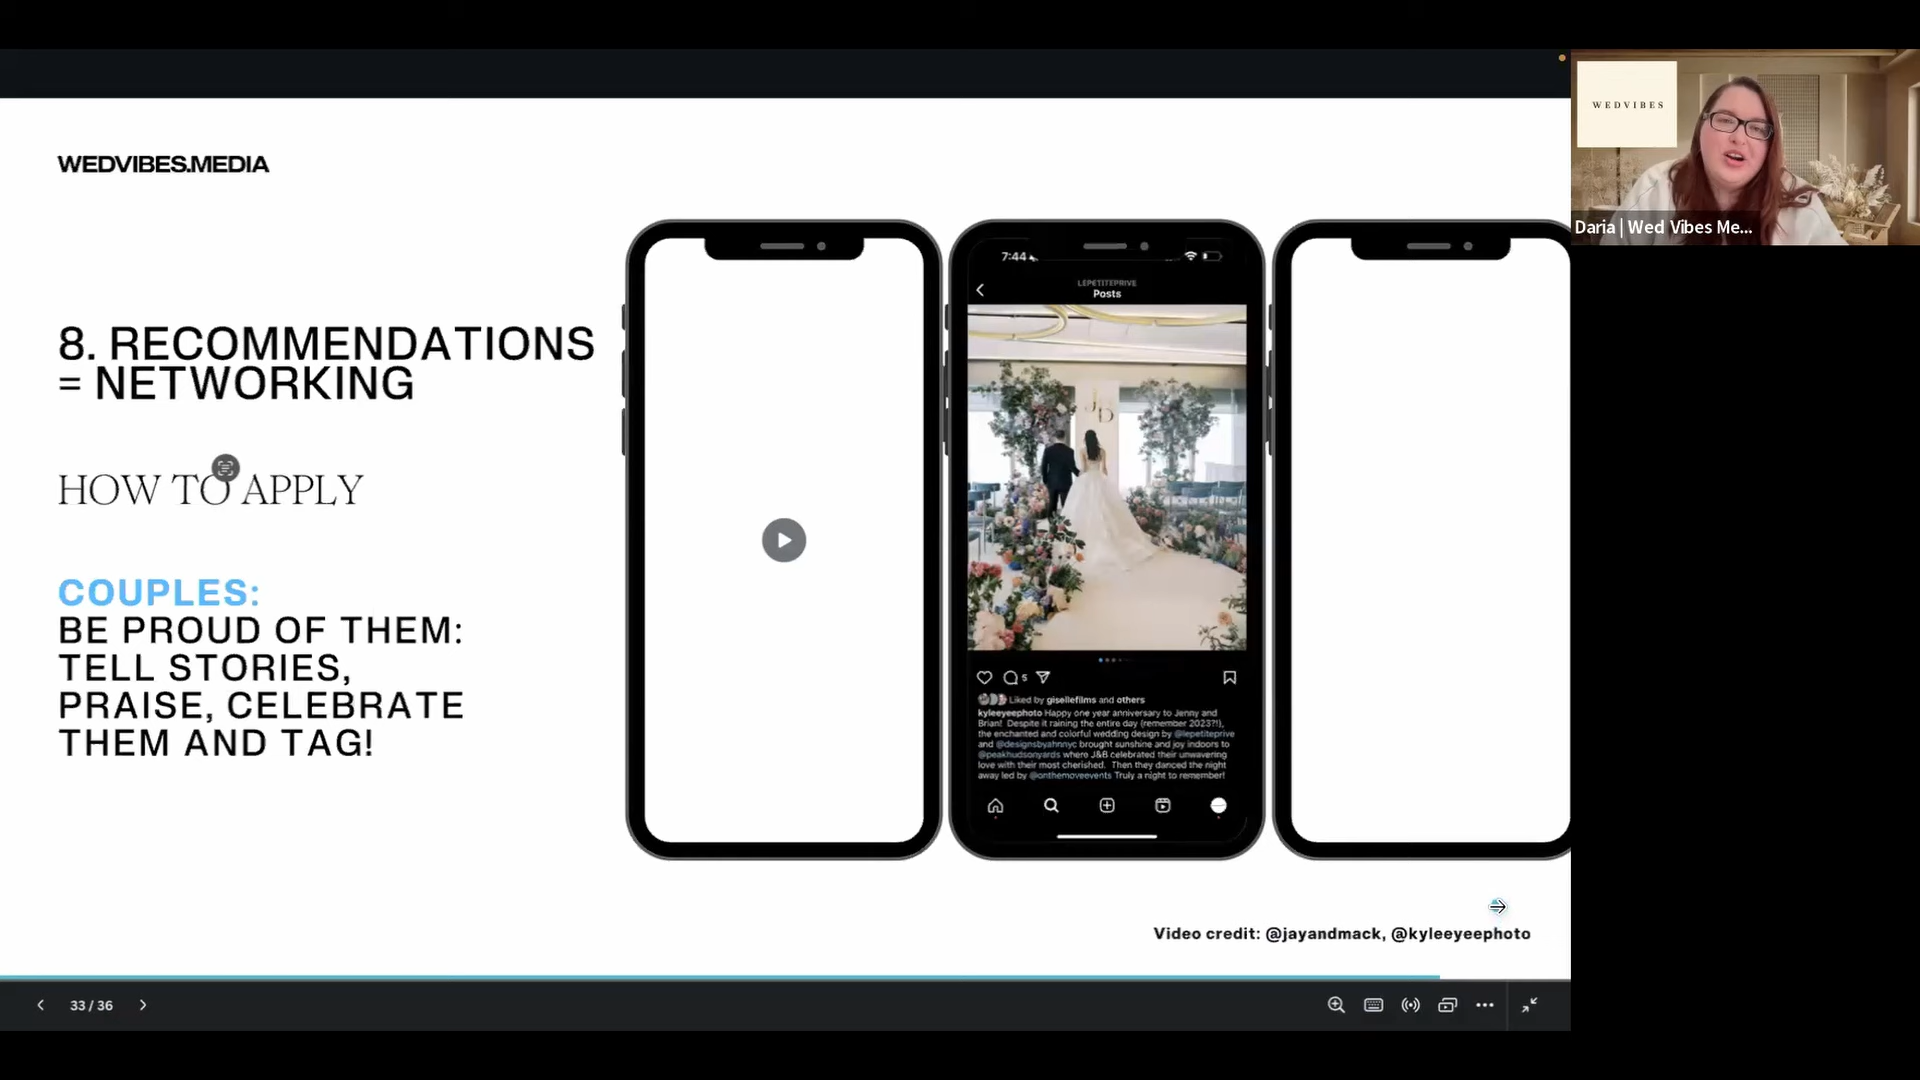 WEDVIBES.MEDIA
8. RECOMMENDATIONS
= NETWORKING
HOW TO APPLY
COUPLES:
BE PROUD OF THEM:
TELL STORIES,
PRAISE, CELEBRATE
THEM AND TAG!
7:44
LEPETITEPRIVE
Posts
J
D
5
Liked by gisellefilms and others
kyleeyeephoto Happy one year anniversary to Jenny and
Brian! Despite it raining the entire day (remember 2023?!),
the enchanted and colorful wedding design by @lepetiteprive
and @designsbyahnnyc brought sunshine and joy indoors to
@peakhudsonyards where J&B celebrated their unwavering
love with their most cherished. Then they danced the night
away led by @onthemoveevents Truly a night to remember!
Video credit: @jayandmack, @kyleeyeephoto
33 / 36
WEDVIBES
Daria | Wed Vibes Me...